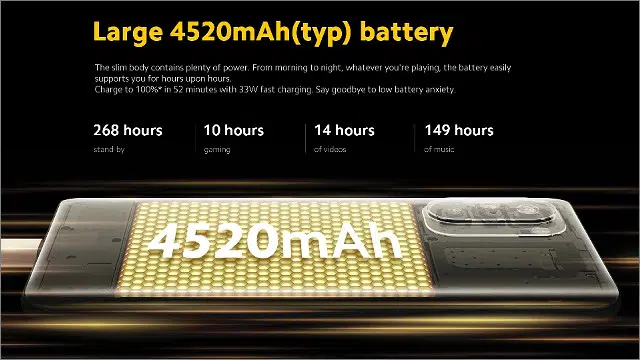 Large 4520mAh(typ) battery
The slim body contains plenty of power. From morning to night, whatever you're playing, the battery easily
supports you for hours upon hours.
Charge to 100%* in 52 minutes with 33W fast charging. Say goodbye to low battery anxiety.
268 hours
stand-by
10 hours
gaming
14 hours
of videos
149 hours
of music
4520mAh